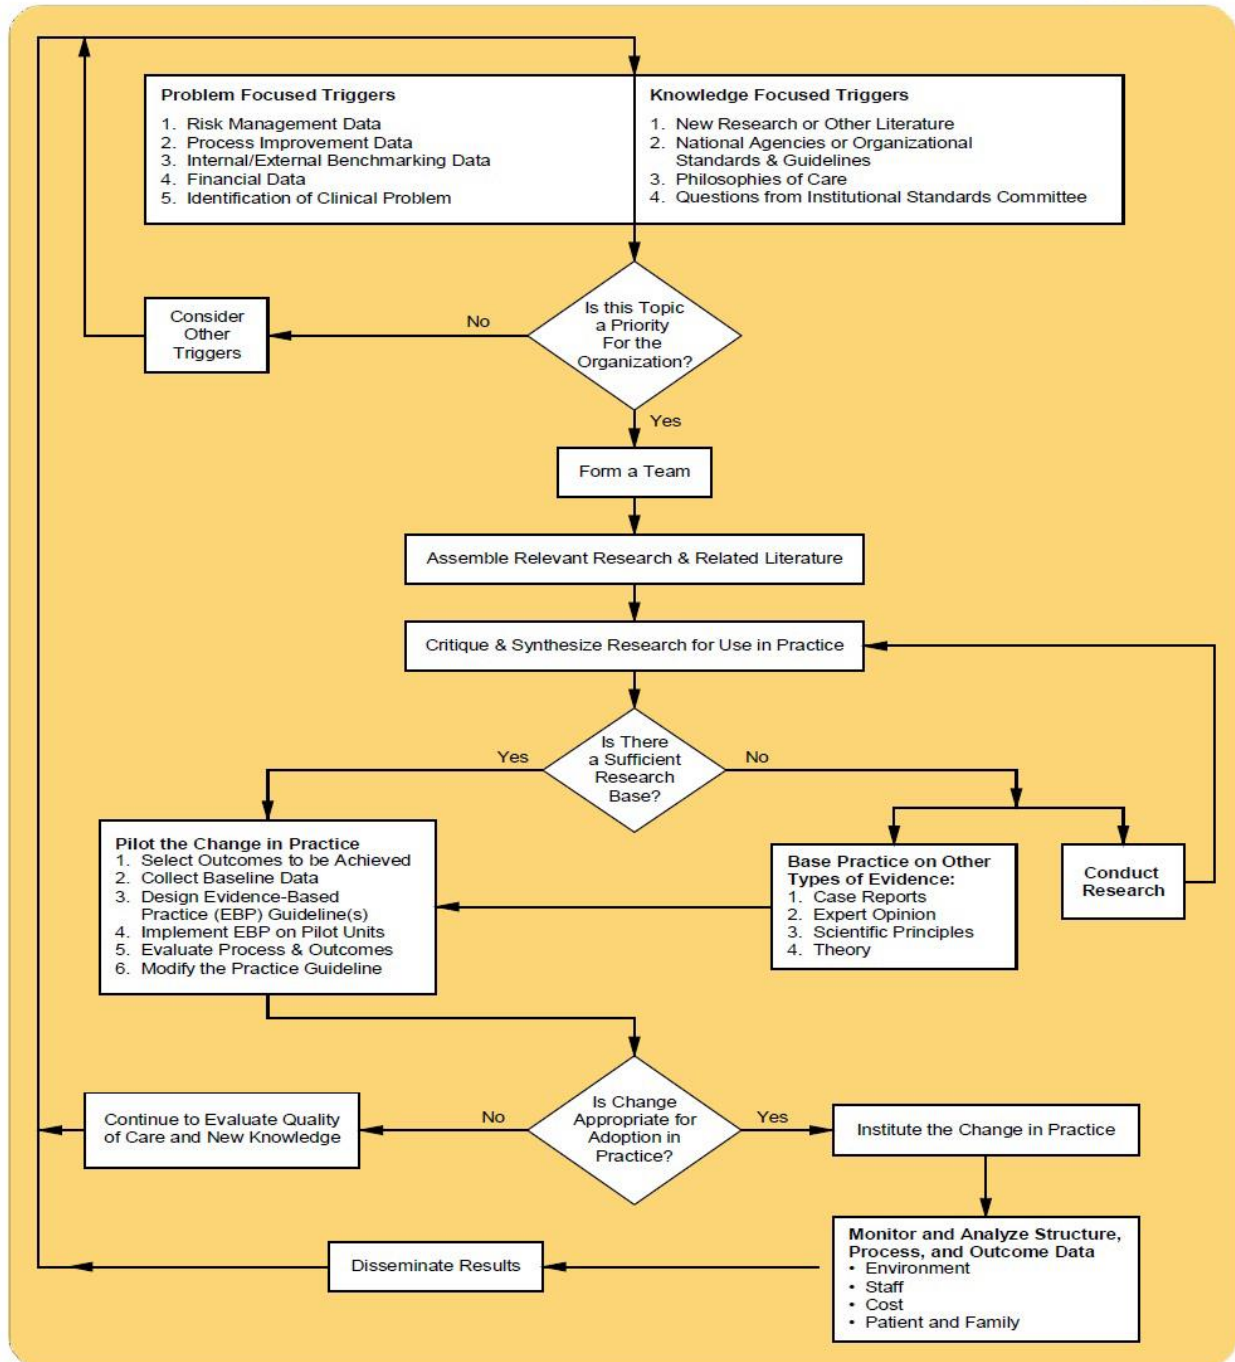 Problem Focused Triggers
1. Risk Management Data
2. Process Improvement Data
3. Internal/External Benchmarking Data
4. Financial Data
5. Identification of Clinical Problem
Knowledge Focused Triggers
1. New Research or Other Literature
2. National Agencies or Organizational
Standards & Guidelines
3. Philosophies of Care
4. Questions from Institutional Standards Committee
Is this Topic
a Priority
For the
Organization?
No
Consider
Other
Triggers
Yes
Form a Team
Assemble Relevant Research & Related Literature
Critique & Synthesize Research for Use in Practice
Is There
a Sufficient
Research
Base?
Yes
No
Pilot the Change in Practice
1. Select Outcomes to be Achieved
2. Collect Baseline Data
3. Design Evidence-Based
Practice (EBP) Guideline(s)
4. Implement EBP on Pilot Units
5. Evaluate Process & Outcomes
6. Modify the Practice Guideline
Base Practice on Other
Types of Evidence:
1. Case Reports
2. Expert Opinion
3. Scientific Principles
4. Theory
Conduct
Research
Is Change
Appropriate for
Adoption in
Practice?
No
Continue to Evaluate Quality
of Care and New Knowledge
Yes
Institute the Change in Practice
Monitor and Analyze Structure,
Process, and Outcome Data
• Environment
• Staff
• Cost
• Patient and Family
Disseminate Results